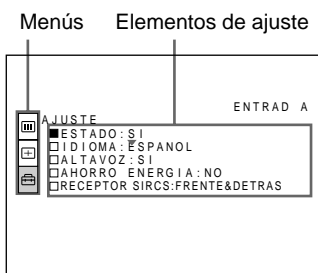 Menús Elementos de ajuste
ENTRAD A
AJUSTE
■ESTADO:SI
□IDIOMA:ESPANOL
□ALTAVOZ:SI
□AHORRO ENERGIA:NO
□RECEPTOR SIRCS:FRENTE&DETRAS